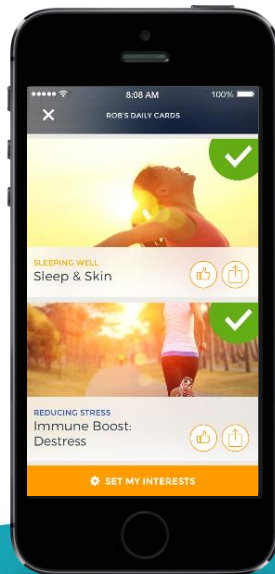 8:08 AM 100%
ROB'S DAILY CARDS
SLEEPING WELL
Sleep & Skin
REDUCING STRESS
Immune Boost:
Destress
SET MY INTERESTS